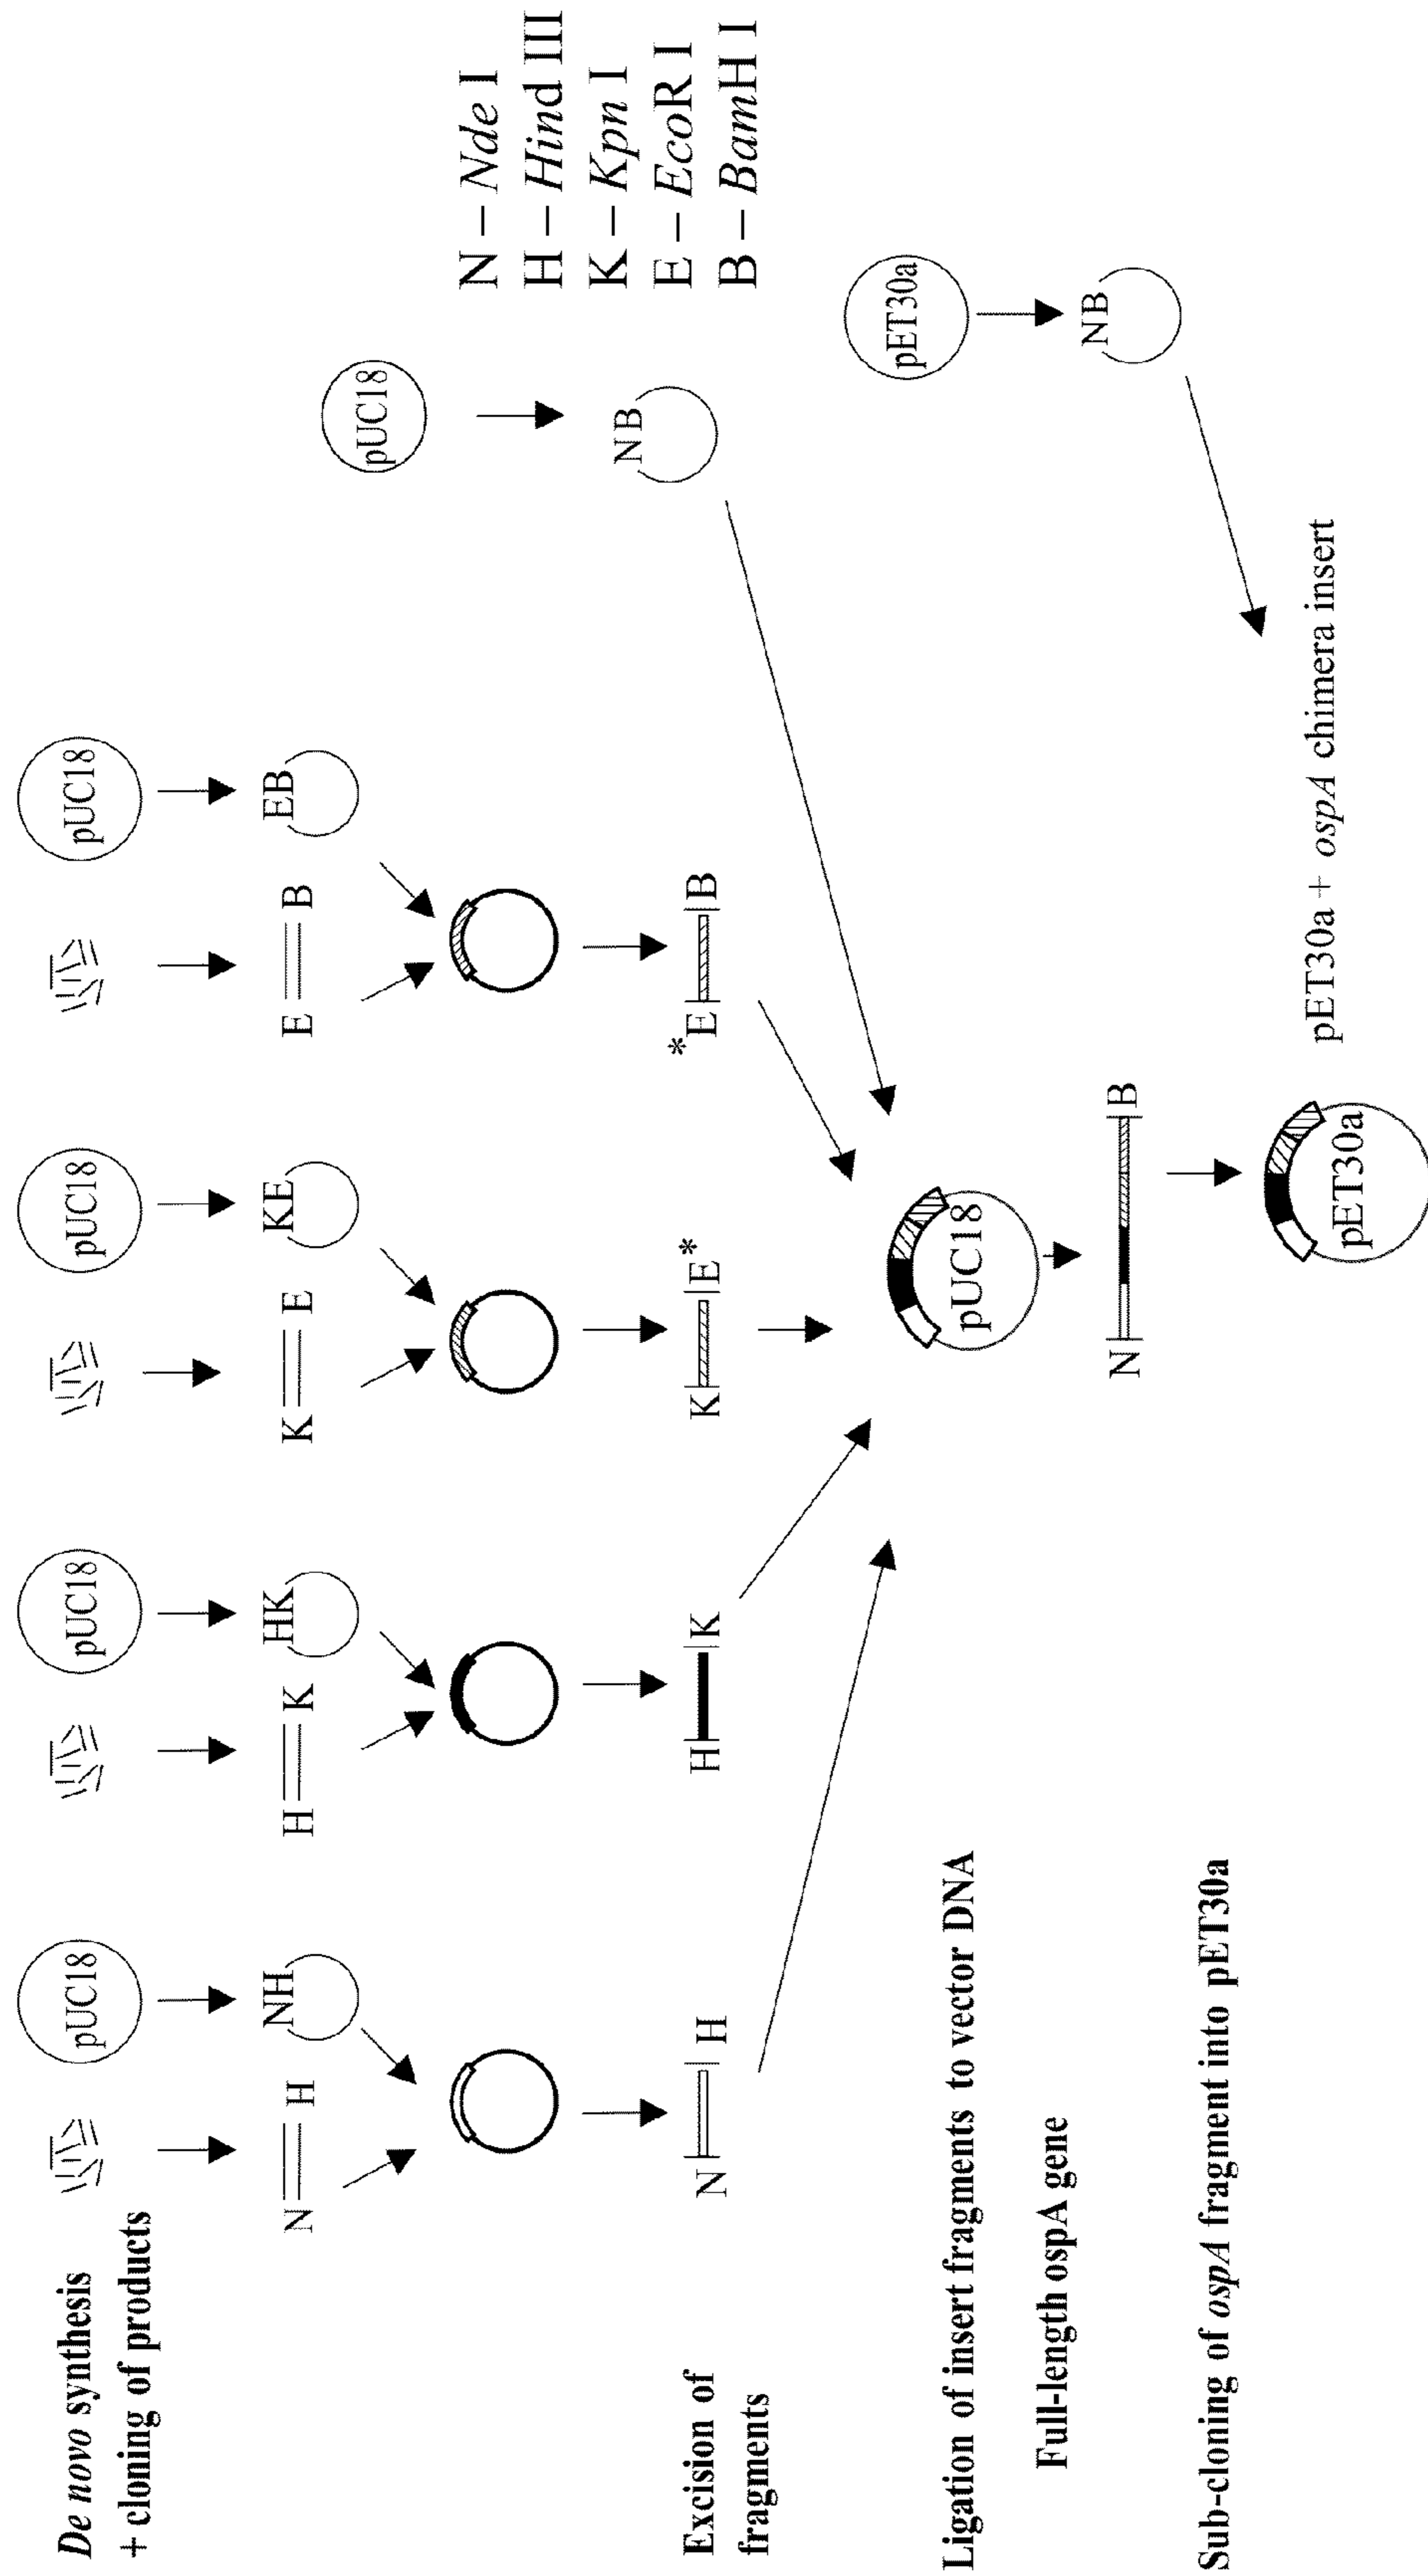 De novo synthesis
+ cloning of products
pUC18
pUC18
pUC18
pUC18
N H
NH
H K
HK
K E
KE
E B
EB
pUC18
NB
N – Nde I
H – Hind III
K – Kpn I
E – EcoR I
B – BamH I
Excision of
fragments
N H
H K
K E*
*E B
pET30a
NB
Ligation of insert fragments to vector DNA
pUC18
Full-length ospA gene
N B
Sub-cloning of ospA fragment into pET30a
pET30a
pET30a + ospA chimera insert